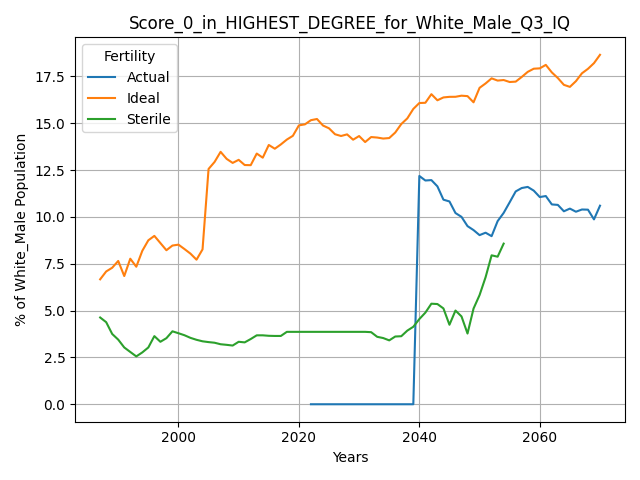 Score_0_in_HIGHEST_DEGREE_for_White_Male_Q3_IQ
Fertility
Actual
Ideal
Sterile
% of White_Male Population
17.5
15.0
12.5
10.0
7.5
5.0
2.5
0.0
2000
2020
2040
2060
Years